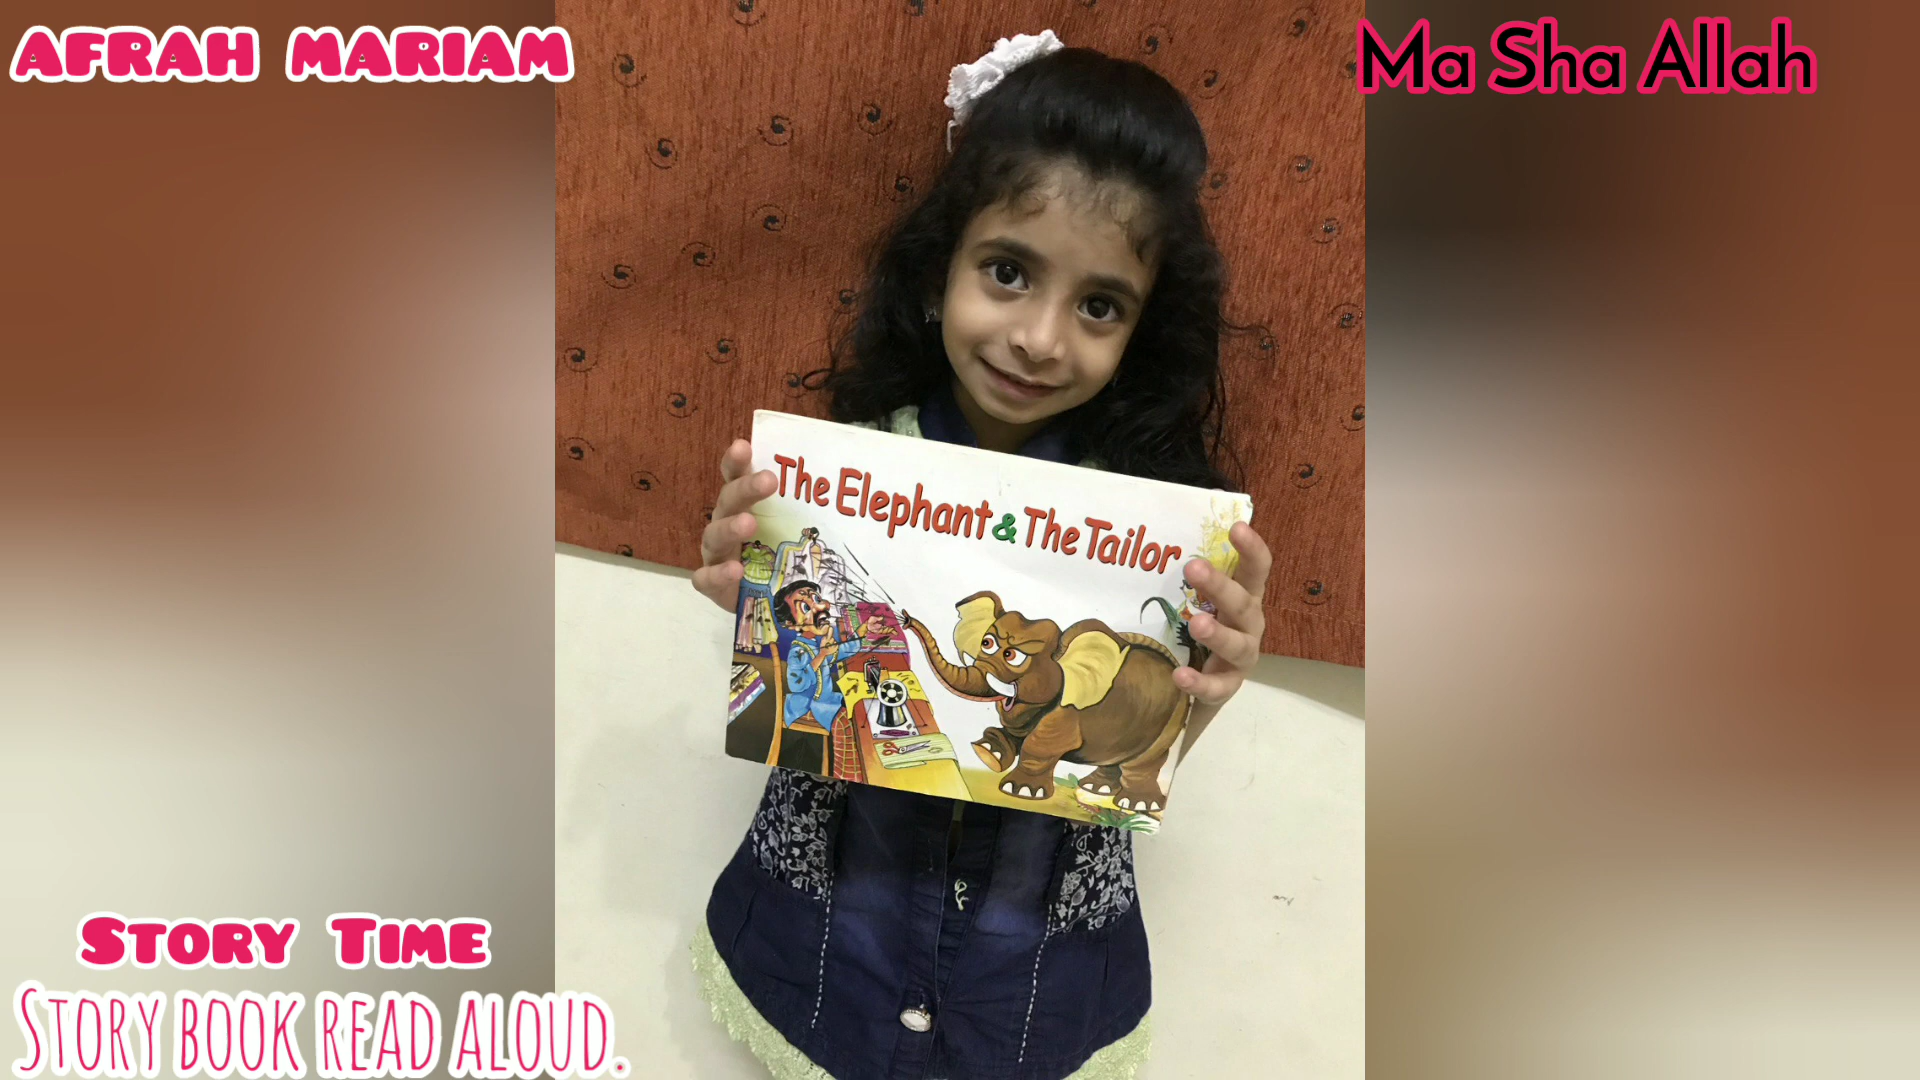 AFRAH MARIAM
Ma Sha Allah
The Elephant & The Tailor
STORY TIME
STORY BOOK READ ALOUD.